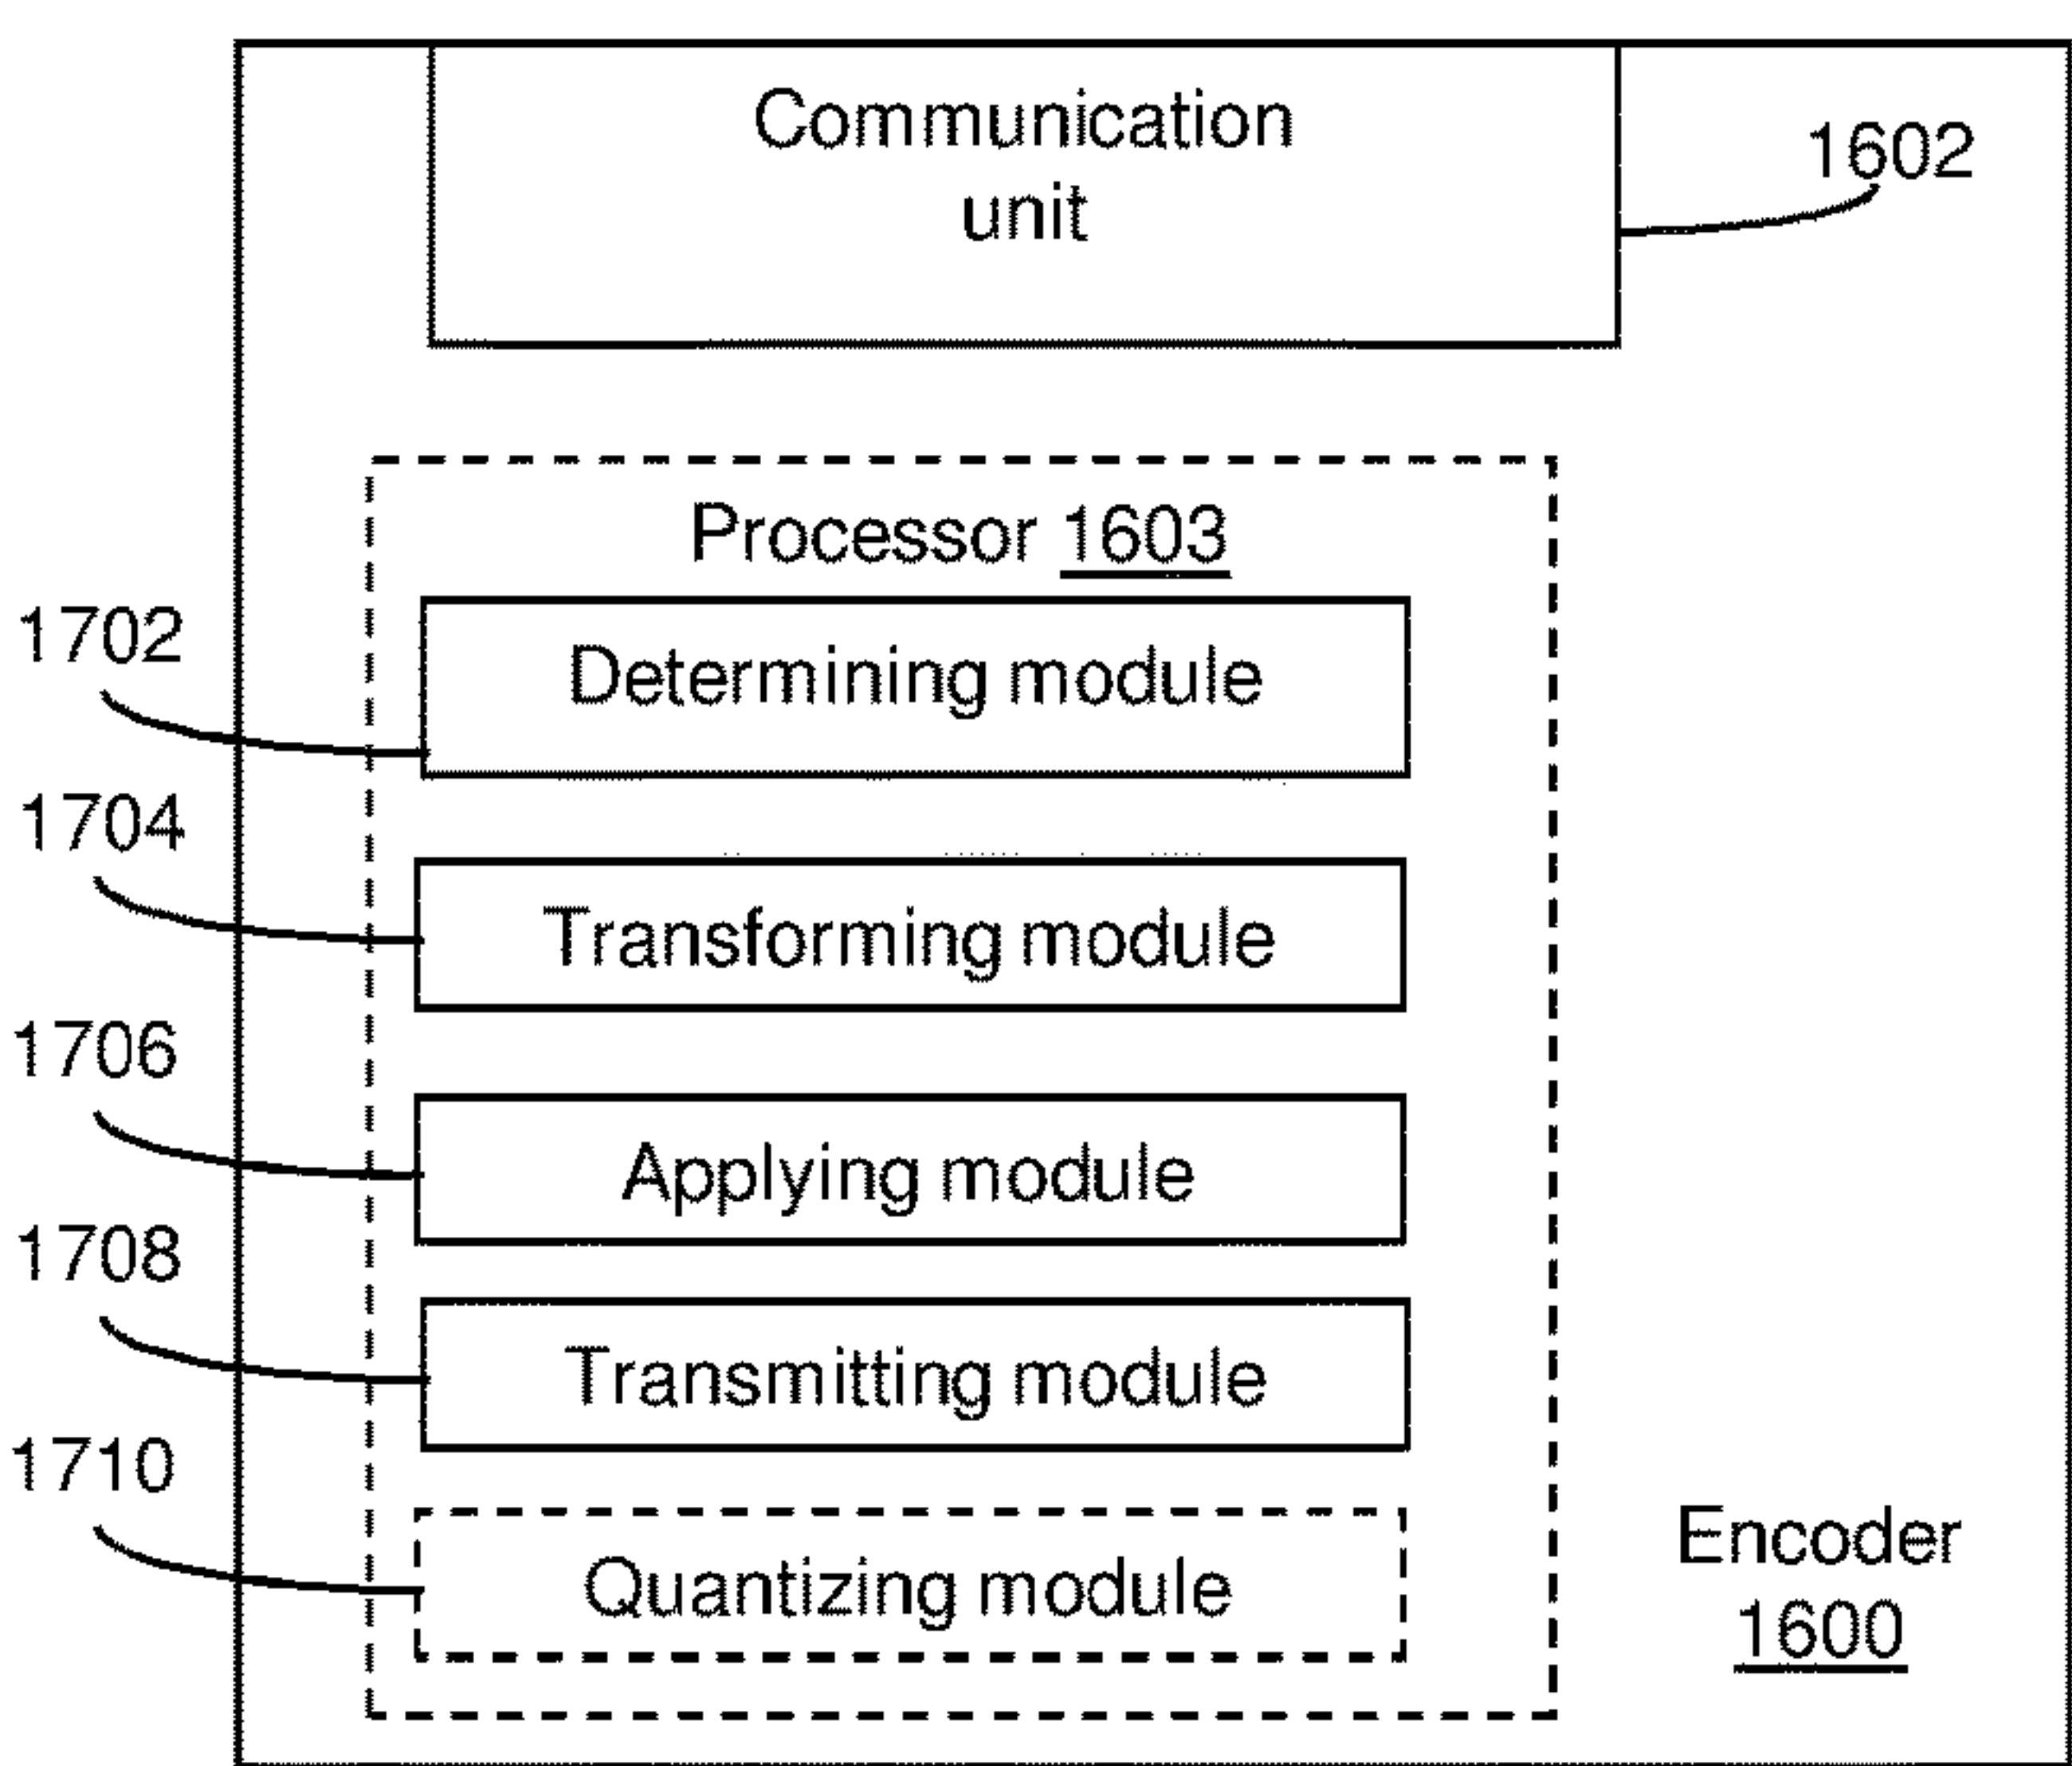 Communication
unit
1602
Processor 1603
1702
Determining module
1704
Transforming module
1706
Applying module
1708
Transmitting module
1710
Quantizing module
Encoder
1600